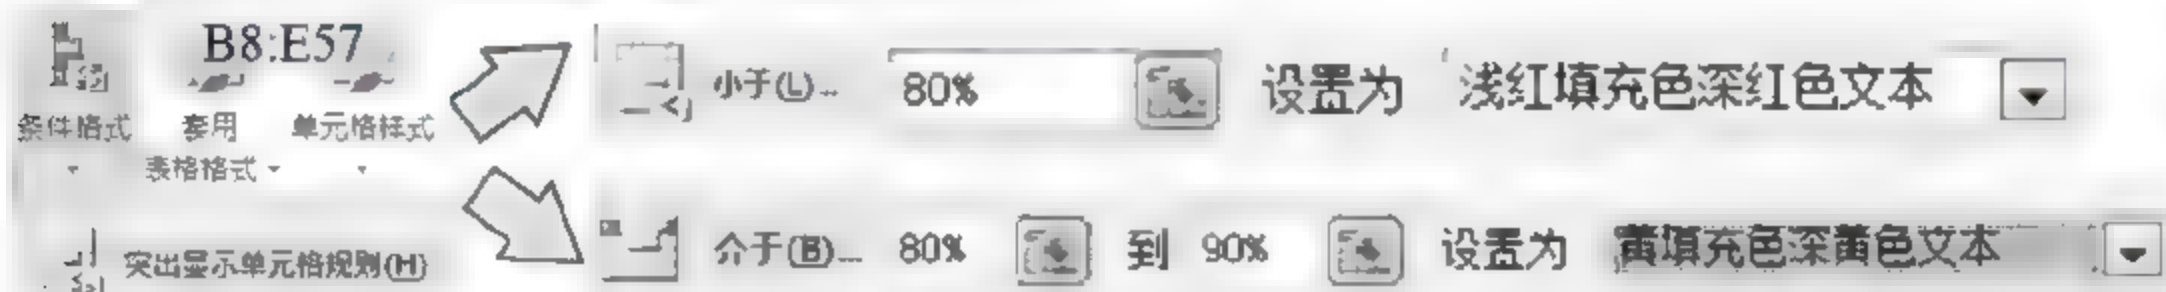 B8:E57
条件格式
套用
表格格式
单元格样式
突出显示单元格规则(H)
小于(L)... 80% 设置为 浅红填充色深红色文本
介于(B)... 80% 到 90% 设置为 黄填充色深黄色文本